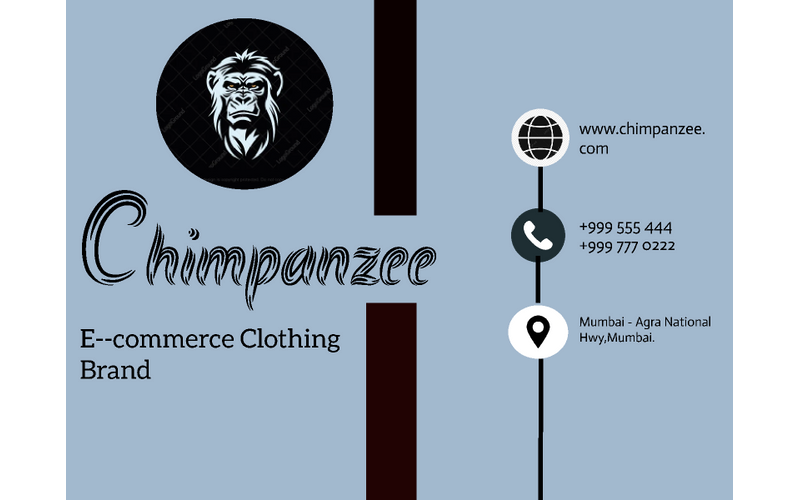 Chimpanzee
E--commerce Clothing
Brand
www.chimpanzee.
com
+999 555 444
+999 777 0222
Mumbai - Agra National
Hwy,Mumbai.